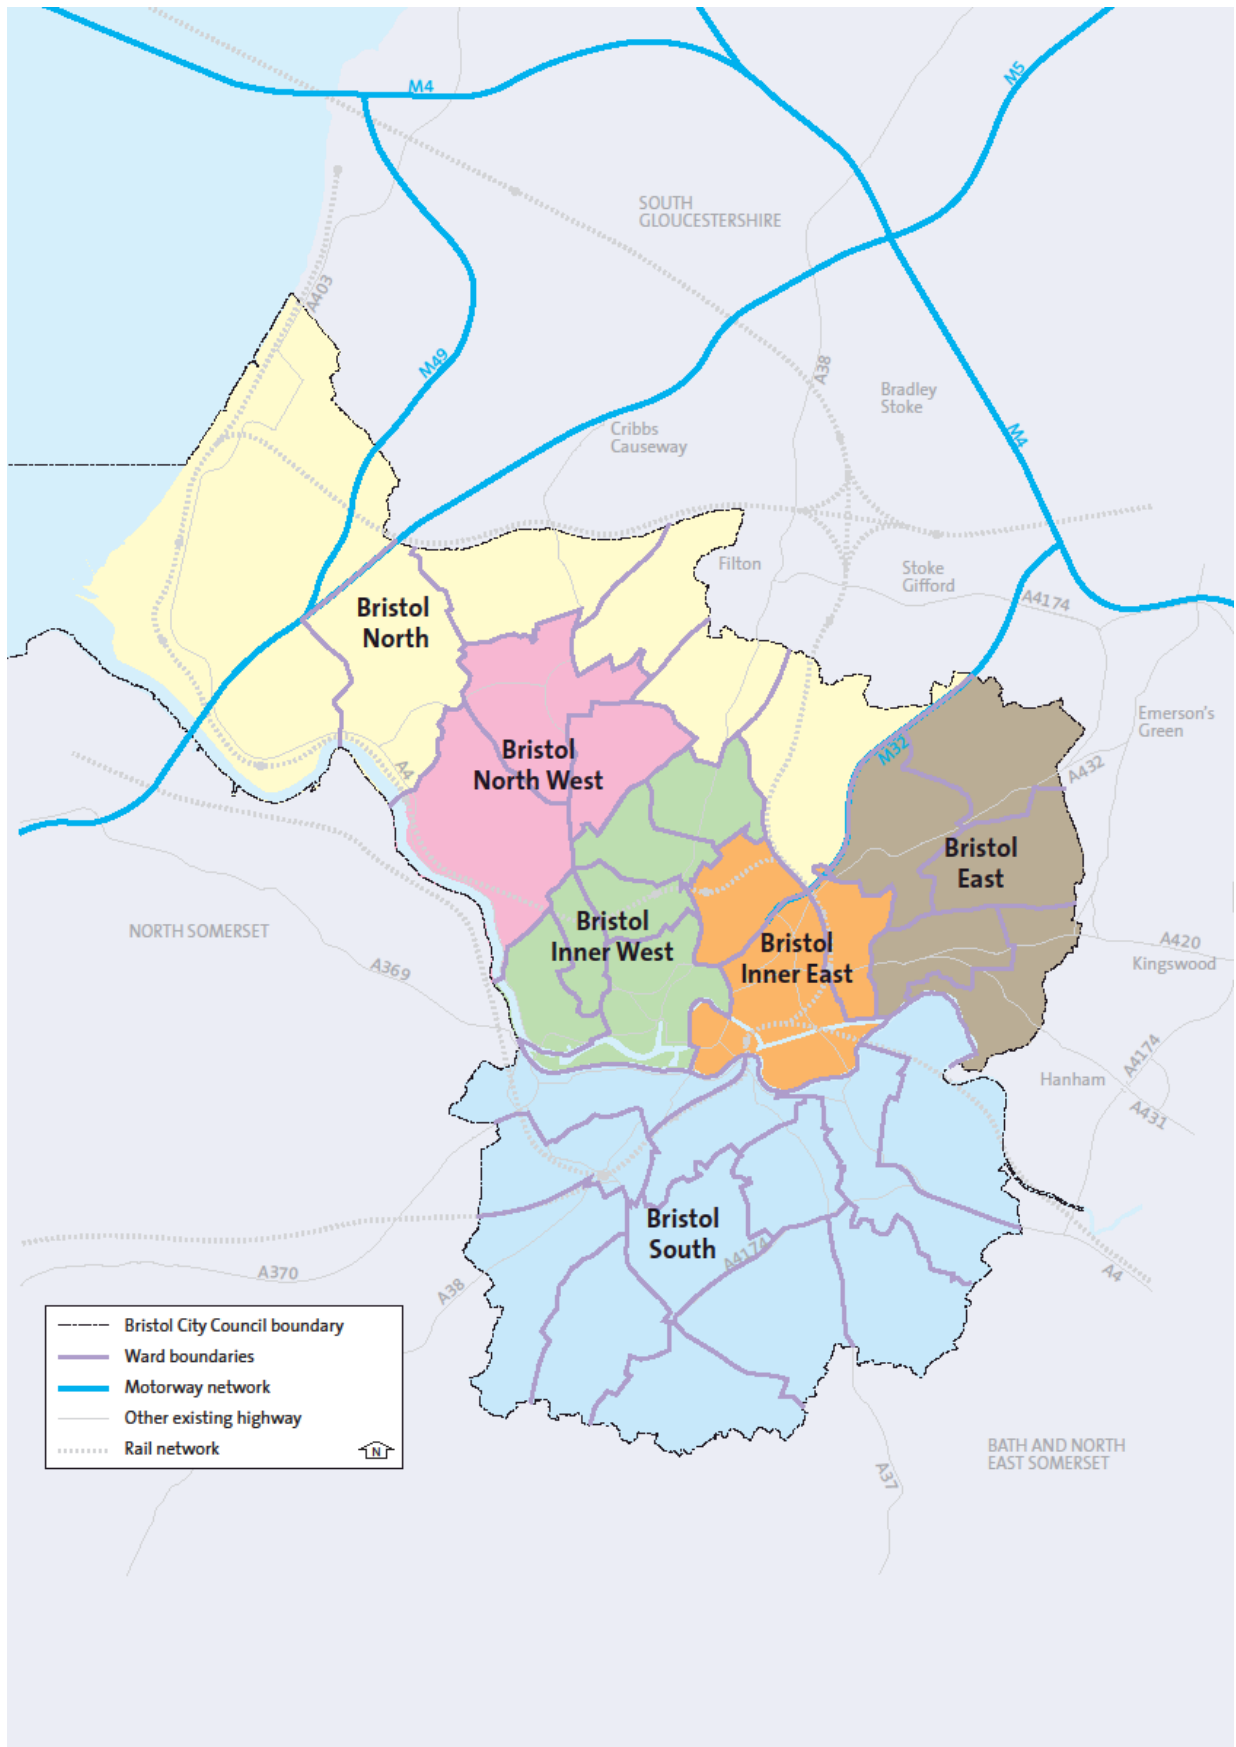 M4
M5
SOUTH
GLOUCESTERSHIRE
A403
M49
A38
Bradley
Stoke
Cribbs
Causeway
M4
Filton
Stoke
Gifford
A4174
Bristol
North
Emerson's
Green
M32
A4
A432
Bristol
North West
Bristol
East
NORTH SOMERSET
Bristol
Inner West
Bristol
Inner East
A420
Kingswood
A369
A4174
Hanham
A431
Bristol
South
A4174
A370
A38
A4
Bristol City Council boundary
Ward boundaries
Motorway network
Other existing highway
Rail network
N
BATH AND NORTH
EAST SOMERSET
A37